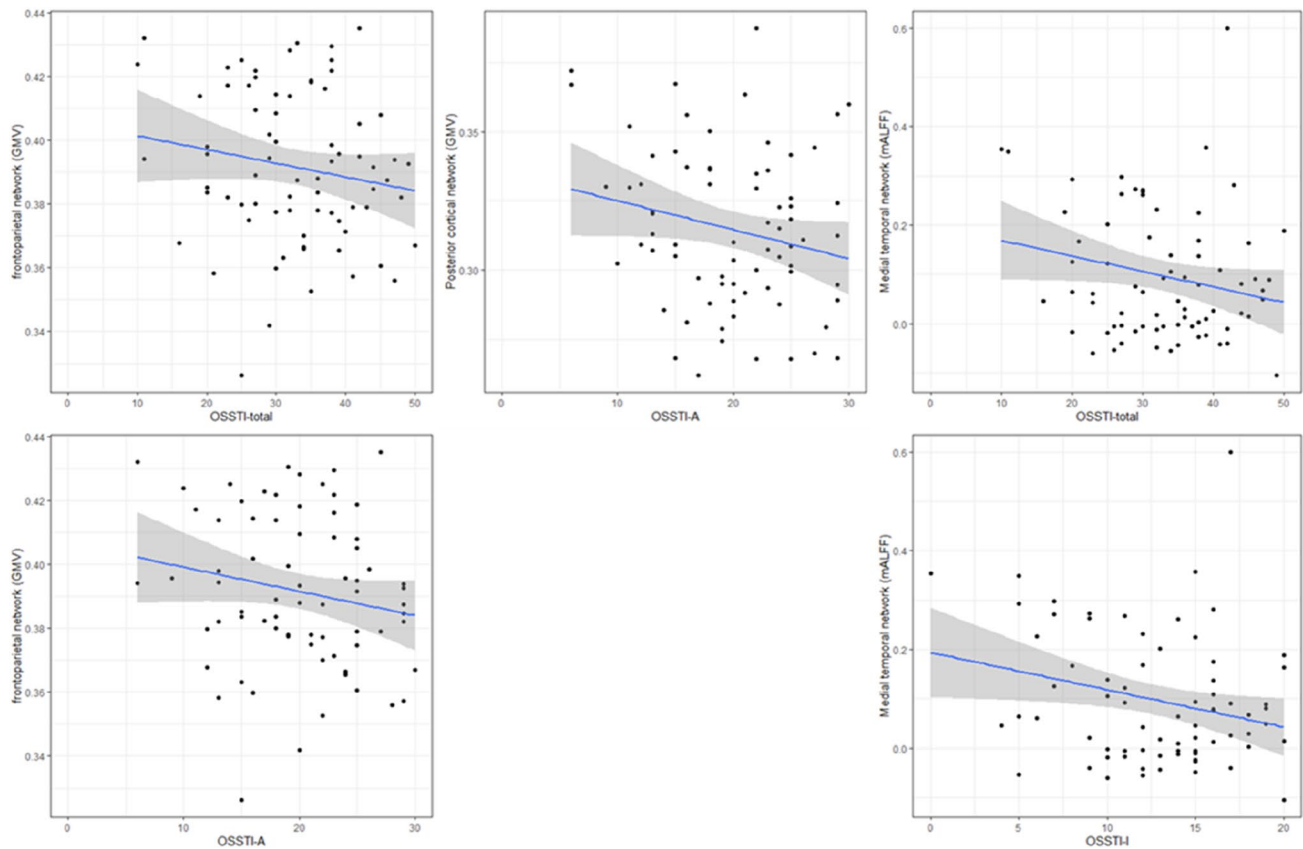 0.44
0.42
0.40
0.38
0.36
0.34
frontoparietal network (GMV)
0 10 20 30 40 50
OSSTI-total
0.35
0.30
Posterior cortical network (GMV)
0 10 20 30
OSSTI-A
0.6
0.4
0.2
0.0
Medial temporal network (mALFF)
0 10 20 30 40 50
OSSTI-total
0.44
0.42
0.40
0.38
0.36
0.34
frontoparietal network (GMV)
0 10 20 30
OSSTI-A
0.6
0.4
0.2
0.0
Medial temporal network (mALFF)
0 5 10 15 20
OSSTI-I